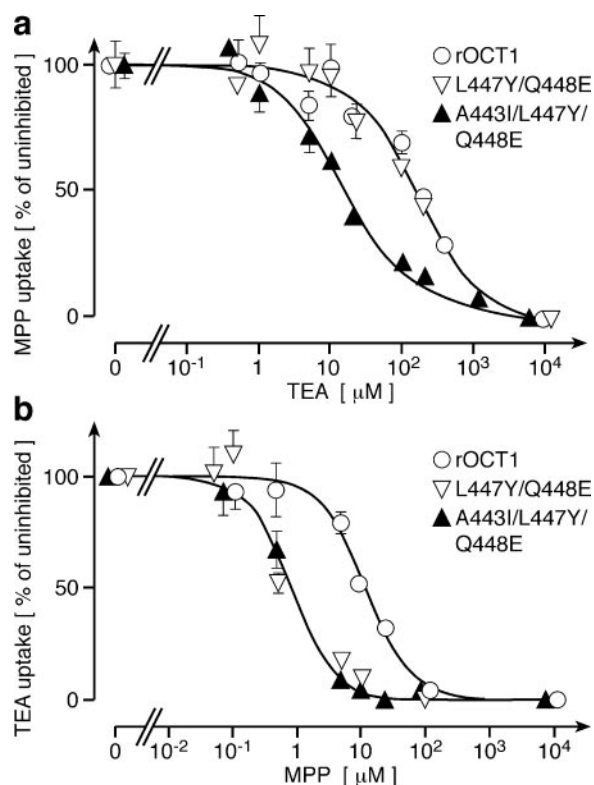 a
MPP uptake [ % of uninhibited ]
100
50
0
rOCT1
L447Y/Q448E
A443I/L447Y/
Q448E
0 10-1 1 10 10² 10³ 10⁴
TEA [ μM ]
b
TEA uptake [ % of uninhibited ]
100
50
0
rOCT1
L447Y/Q448E
A443I/L447Y/
Q448E
0 10-2 10-1 1 10 10² 10³ 10⁴
MPP [ μM ]